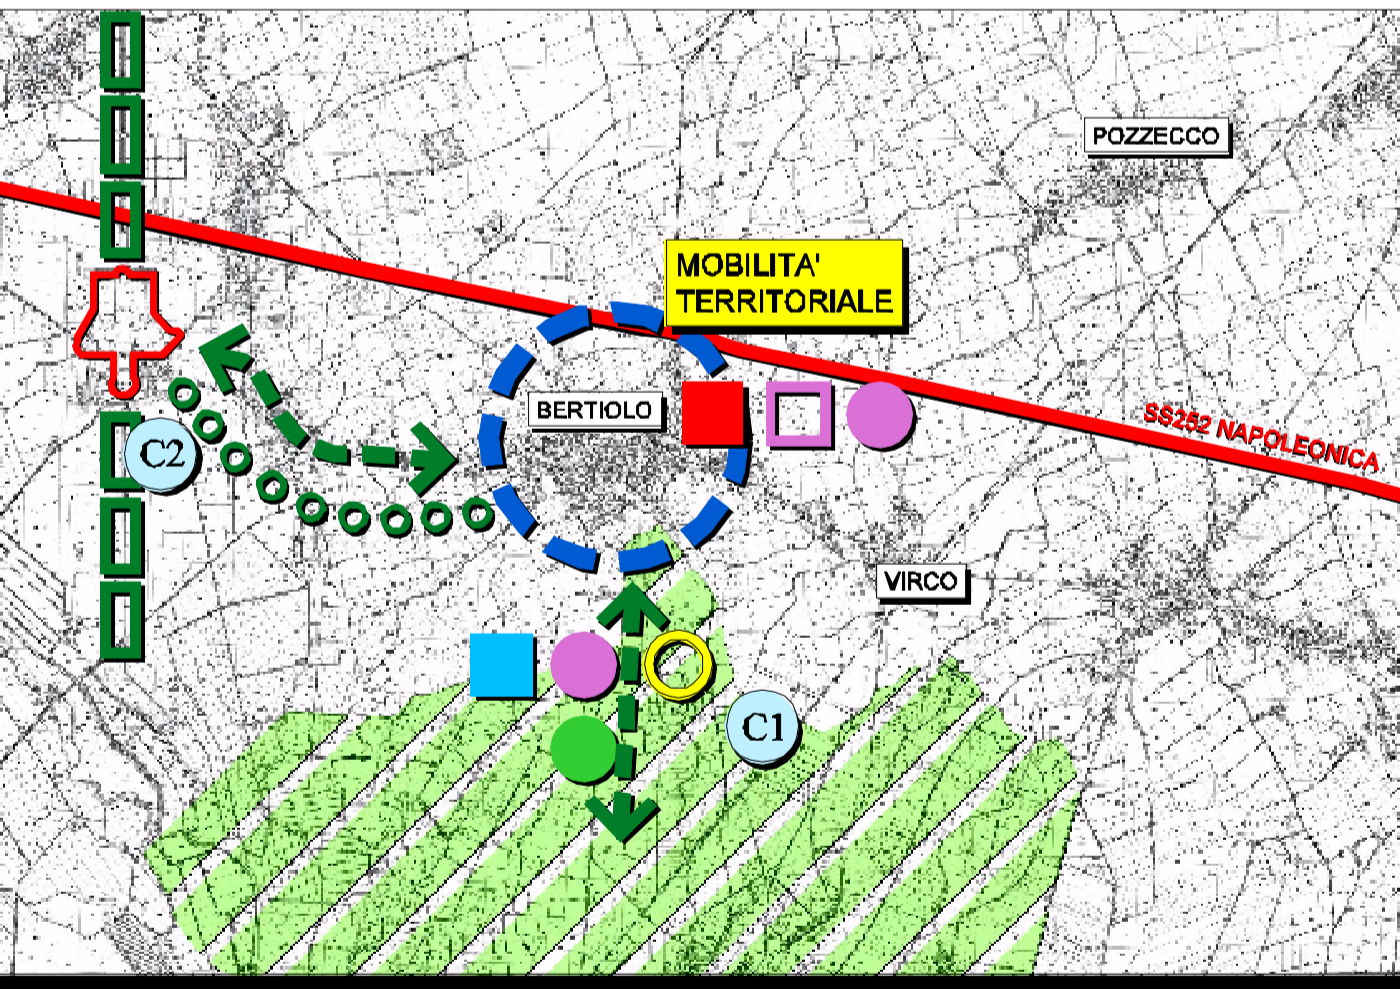 POZZECCO
MOBILITA'
TERRITORIALE
BERTIOLO
SS252 NAPOLEONICA
C2
VIRCO
C1